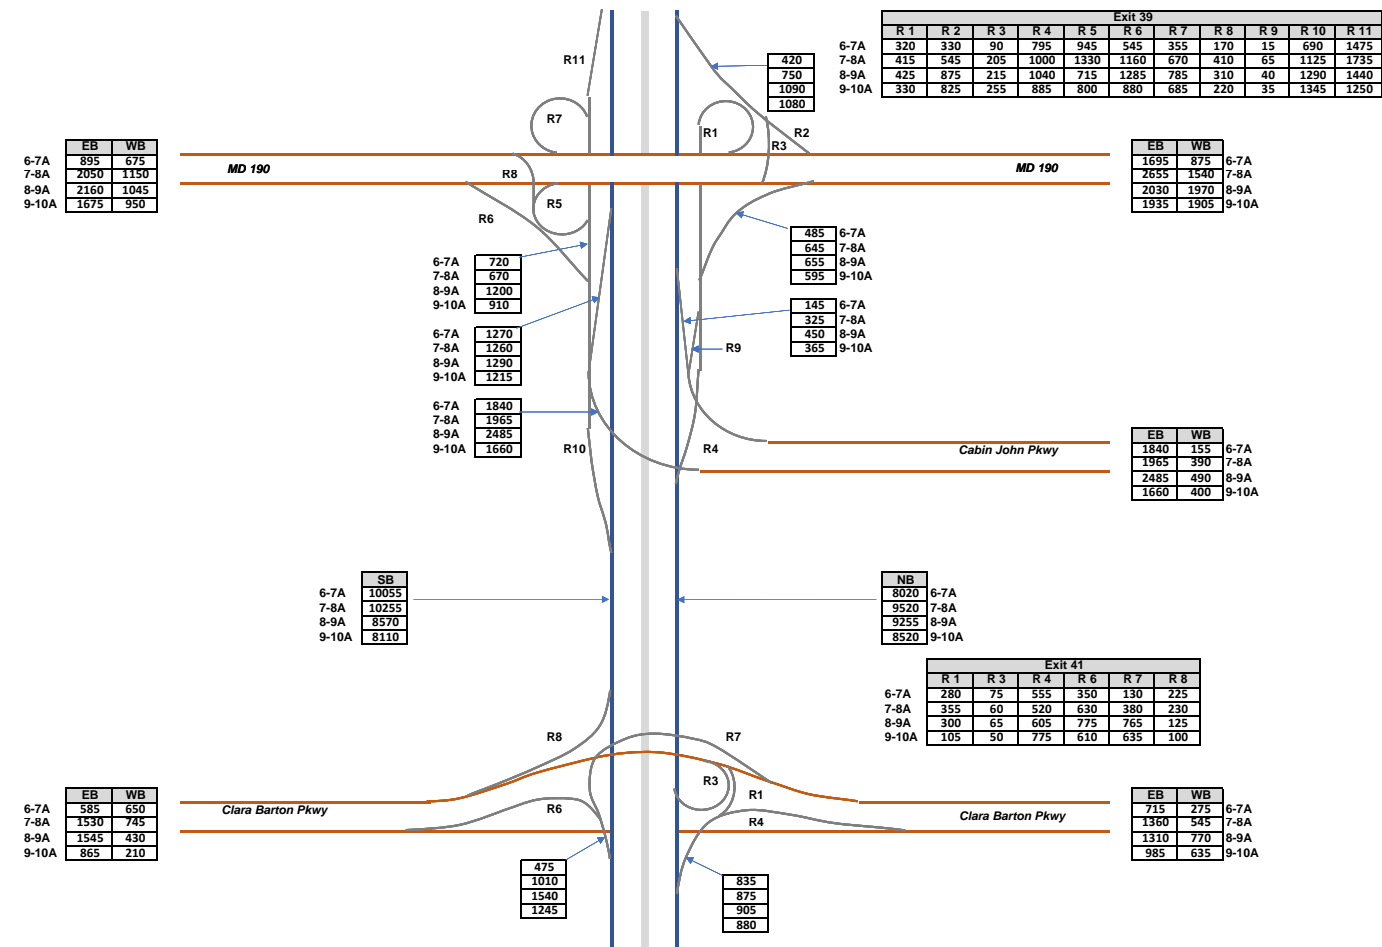 Exit 39
R 1 R 2 R 3 R 4 R 5 R 6 R 7 R 8 R 9 R 10 R 11
6-7A 320 330 90 795 945 545 355 170 15 690 1475
7-8A 415 545 205 1000 1330 1160 670 410 65 1125 1735
8-9A 425 875 215 1040 715 1285 785 310 40 1290 1440
9-10A 330 825 255 885 800 880 685 220 35 1345 1250
R11
420
750
1090
1080
R7
R1
R2
R3
EB WB
6-7A 895 675
7-8A 2050 1150
8-9A 2160 1045
9-10A 1675 950
MD 190
MD 190
EB WB
1695 875 6-7A
2655 1540 7-8A
2030 1970 8-9A
1935 1905 9-10A
R8
R5
R6
485 6-7A
645 7-8A
655 8-9A
595 9-10A
6-7A 720
7-8A 670
8-9A 1200
9-10A 910
145 6-7A
325 7-8A
450 8-9A
365 9-10A
6-7A 1270
7-8A 1260
8-9A 1290
9-10A 1215
R9
6-7A 1840
7-8A 1965
8-9A 2485
9-10A 1660
R10
R4
Cabin John Pkwy
EB WB
1840 155 6-7A
1965 390 7-8A
2485 490 8-9A
1660 400 9-10A
SB
6-7A 10055
7-8A 10255
8-9A 8570
9-10A 8110
NB
8020 6-7A
9520 7-8A
9255 8-9A
8520 9-10A
Exit 41
R 1 R 3 R 4 R 6 R 7 R 8
6-7A 280 75 555 350 130 225
7-8A 355 60 520 630 380 230
8-9A 300 65 605 775 765 125
9-10A 105 50 775 610 635 100
R8
R7
R3
R1
R6
R4
EB WB
6-7A 585 650
7-8A 1530 745
8-9A 1545 430
9-10A 865 210
Clara Barton Pkwy
Clara Barton Pkwy
EB WB
715 275 6-7A
1360 545 7-8A
1310 770 8-9A
985 635 9-10A
475
1010
1540
1245
835
875
905
880